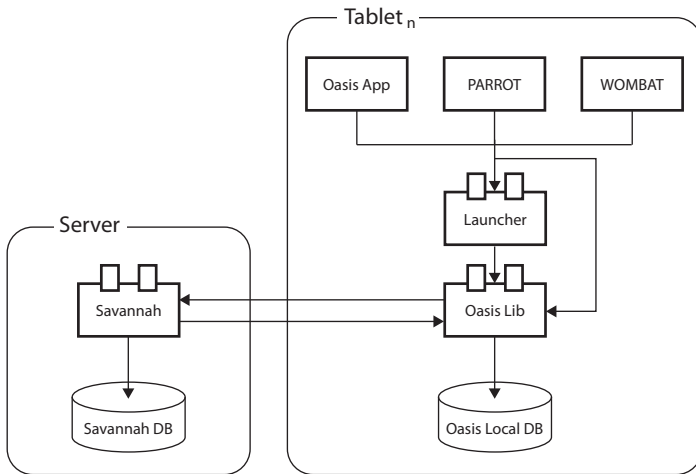 Tablet n
Oasis App
PARROT
WOMBAT
Launcher
Server
Savannah
Oasis Lib
Savannah DB
Oasis Local DB